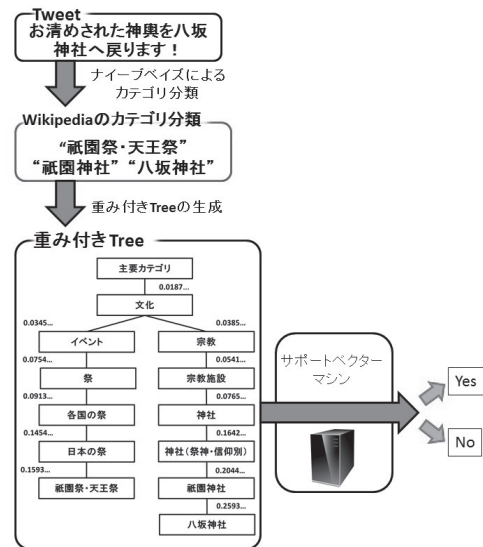 Tweet
お清めされた神輿を八坂
神社へ戻ります！
ナイーブベイズによる
カテゴリ分類
Wikipediaのカテゴリ分類
“祇園祭・天王祭”
“祇園神社” “八坂神社”
重み付きTreeの生成
重み付きTree
主要カテゴリ
0.0187...
文化
0.0345...
0.0385...
イベント
宗教
0.0754...
0.0541...
祭
宗教施設
0.0913...
0.0765...
各国の祭
神社
0.1454...
0.1642...
日本の祭
神社（祭神・信仰別）
0.1593...
0.2044...
祇園祭・天王祭
祇園神社
0.2593...
八坂神社
サポートベクター
マシン
Yes
No